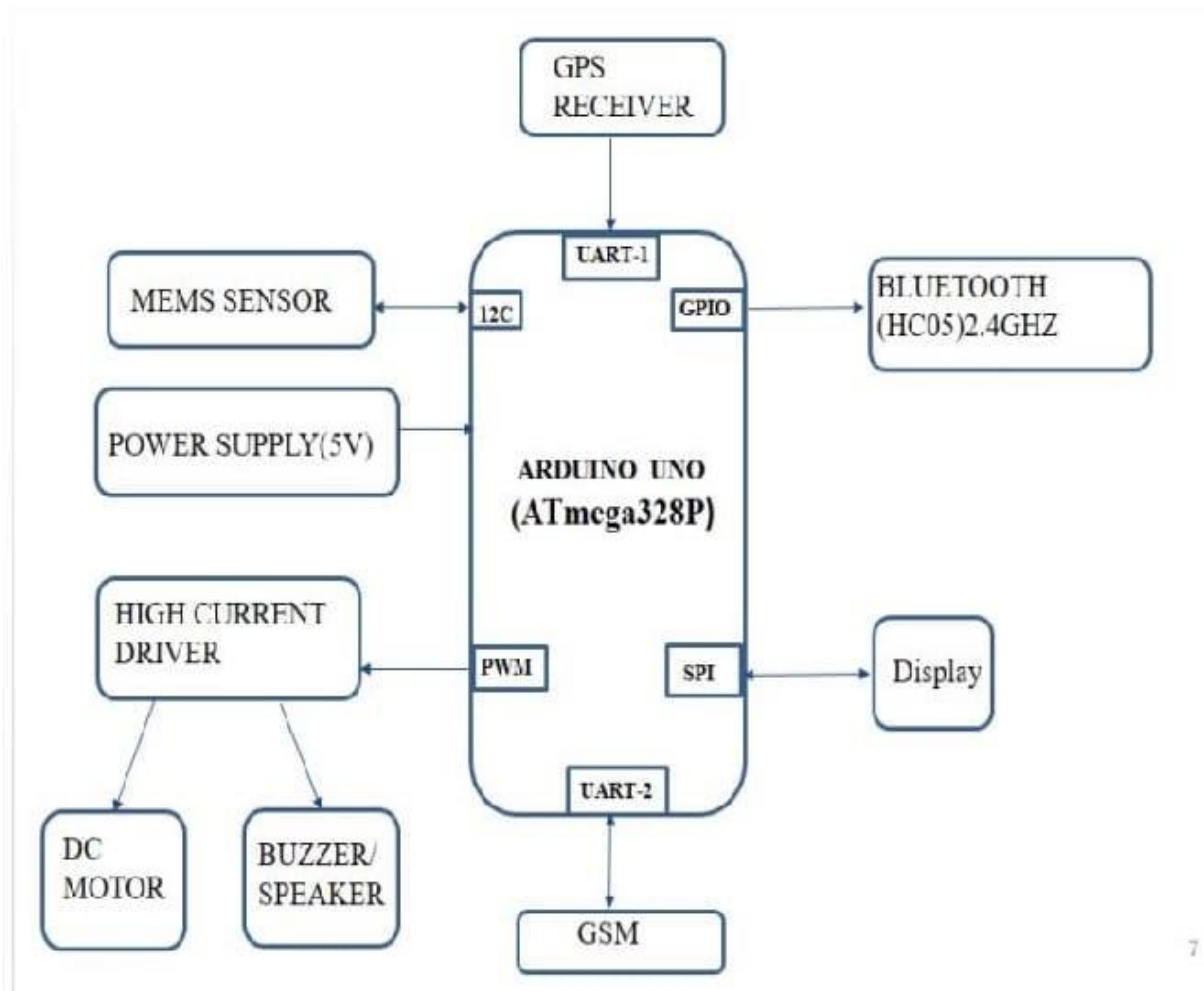 GPS
RECEIVER
UART-1
MEMS SENSOR
12C
GPIO
BLUETOOTH
(HC05)2.4GHZ
POWER SUPPLY(5V)
ARDUINO UNO
(ATmega328P)
HIGH CURRENT
DRIVER
PWM
SPI
Display
UART-2
DC
MOTOR
BUZZER/
SPEAKER
GSM
7